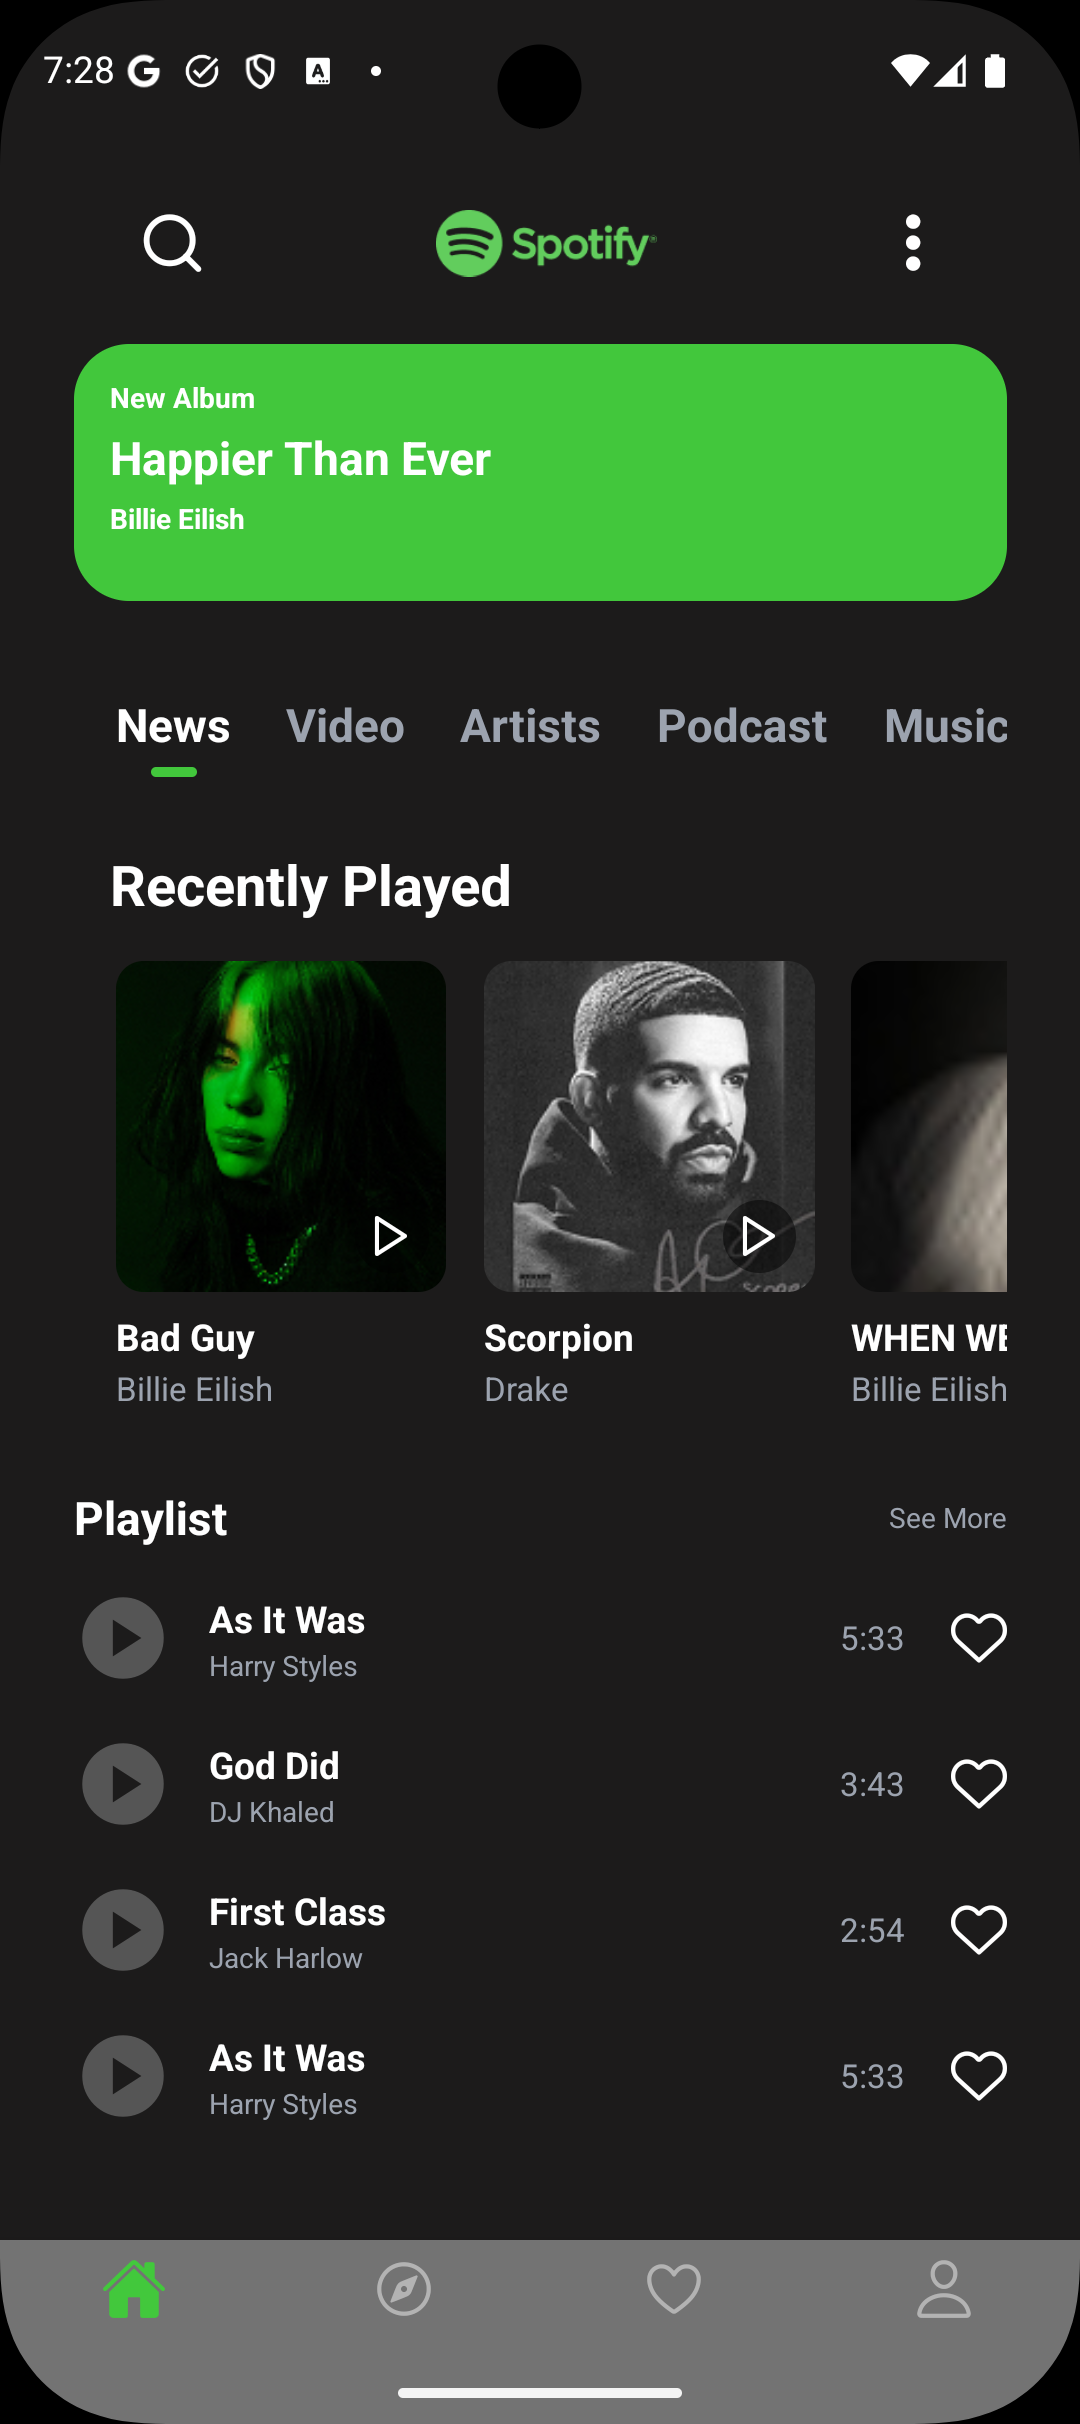 7:28
Spotify
New Album
Happier Than Ever
Billie Eilish
News Video Artists Podcast Music
Recently Played
Bad Guy Scorpion WHEN WE
Billie Eilish Drake Billie Eilish
Playlist See More
As It Was
Harry Styles
5:33
God Did
DJ Khaled
3:43
First Class
Jack Harlow
2:54
As It Was
Harry Styles
5:33